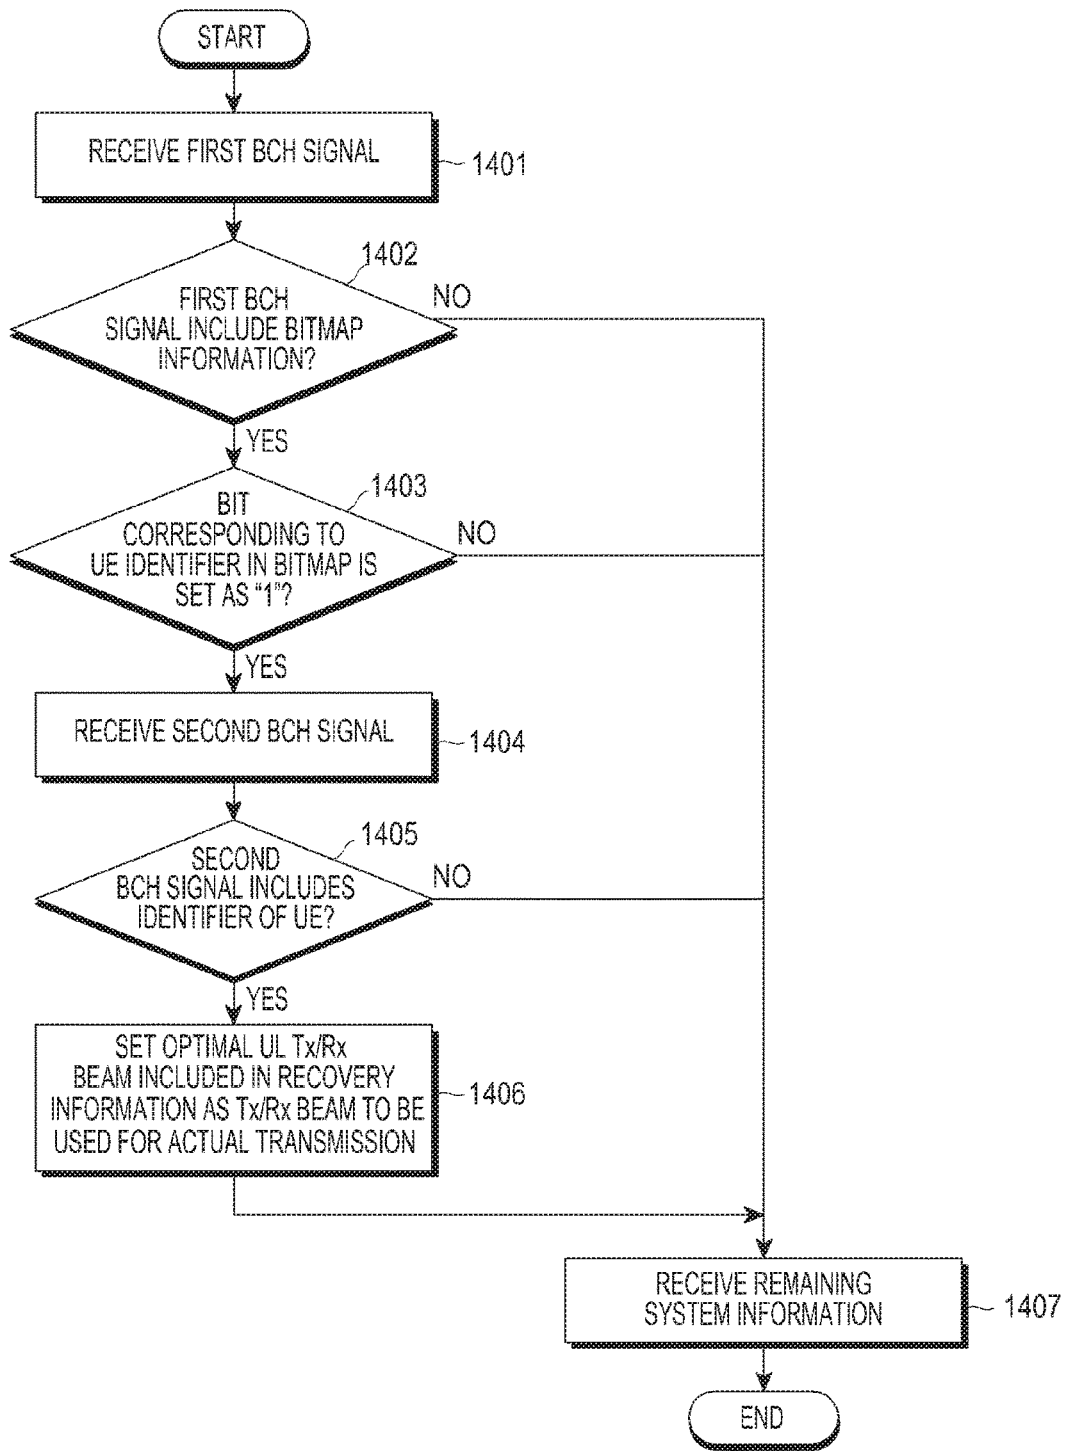 START
RECEIVE FIRST BCH SIGNAL
1401
1402
FIRST BCH
SIGNAL INCLUDE BITMAP
INFORMATION?
NO
YES
1403
BIT
CORRESPONDING TO
UE IDENTIFIER IN BITMAP IS
SET AS “1”?
NO
YES
RECEIVE SECOND BCH SIGNAL
1404
1405
SECOND
BCH SIGNAL INCLUDES
IDENTIFIER OF UE?
NO
YES
SET OPTIMAL UL Tx/Rx
BEAM INCLUDED IN RECOVERY
INFORMATION AS Tx/Rx BEAM TO BE
USED FOR ACTUAL TRANSMISSION
1406
RECEIVE REMAINING
SYSTEM INFORMATION
1407
END